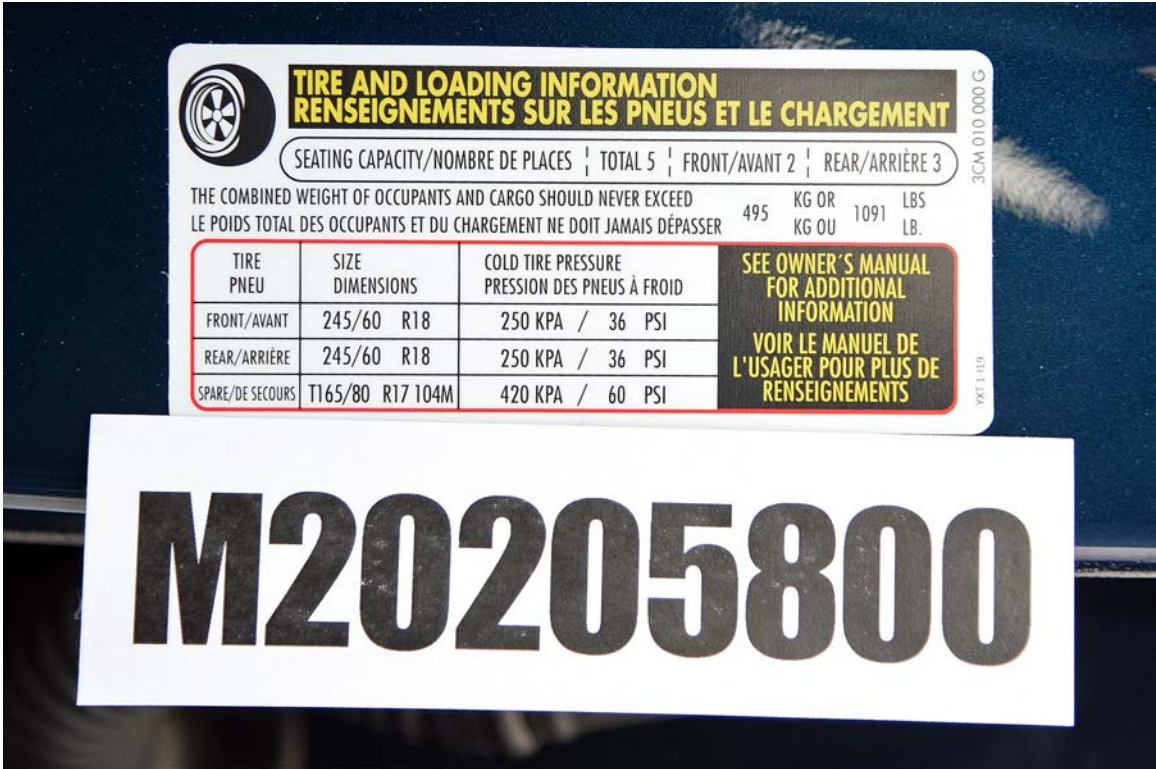 TIRE AND LOADING INFORMATION
RENSEIGNEMENTS SUR LES PNEUS ET LE CHARGEMENT
SEATING CAPACITY/NOMBRE DE PLACES ¦ TOTAL 5 ¦ FRONT/AVANT 2 ¦ REAR/ARRIÈRE 3
THE COMBINED WEIGHT OF OCCUPANTS AND CARGO SHOULD NEVER EXCEED 495 KG OR 1091 LBS
LE POIDS TOTAL DES OCCUPANTS ET DU CHARGEMENT NE DOIT JAMAIS DÉPASSER KG OU LB.
TIRE SIZE COLD TIRE PRESSURE
PNEU DIMENSIONS PRESSION DES PNEUS À FROID
FRONT/AVANT 245/60 R18 250 KPA / 36 PSI
REAR/ARRIÈRE 245/60 R18 250 KPA / 36 PSI
SPARE/DE SECOURS T165/80 R17 104M 420 KPA / 60 PSI
SEE OWNER´S MANUAL
FOR ADDITIONAL
INFORMATION
VOIR LE MANUEL DE
L'USAGER POUR PLUS DE
RENSEIGNEMENTS
3CM 010 000 G
YXT 1-119
M20205800